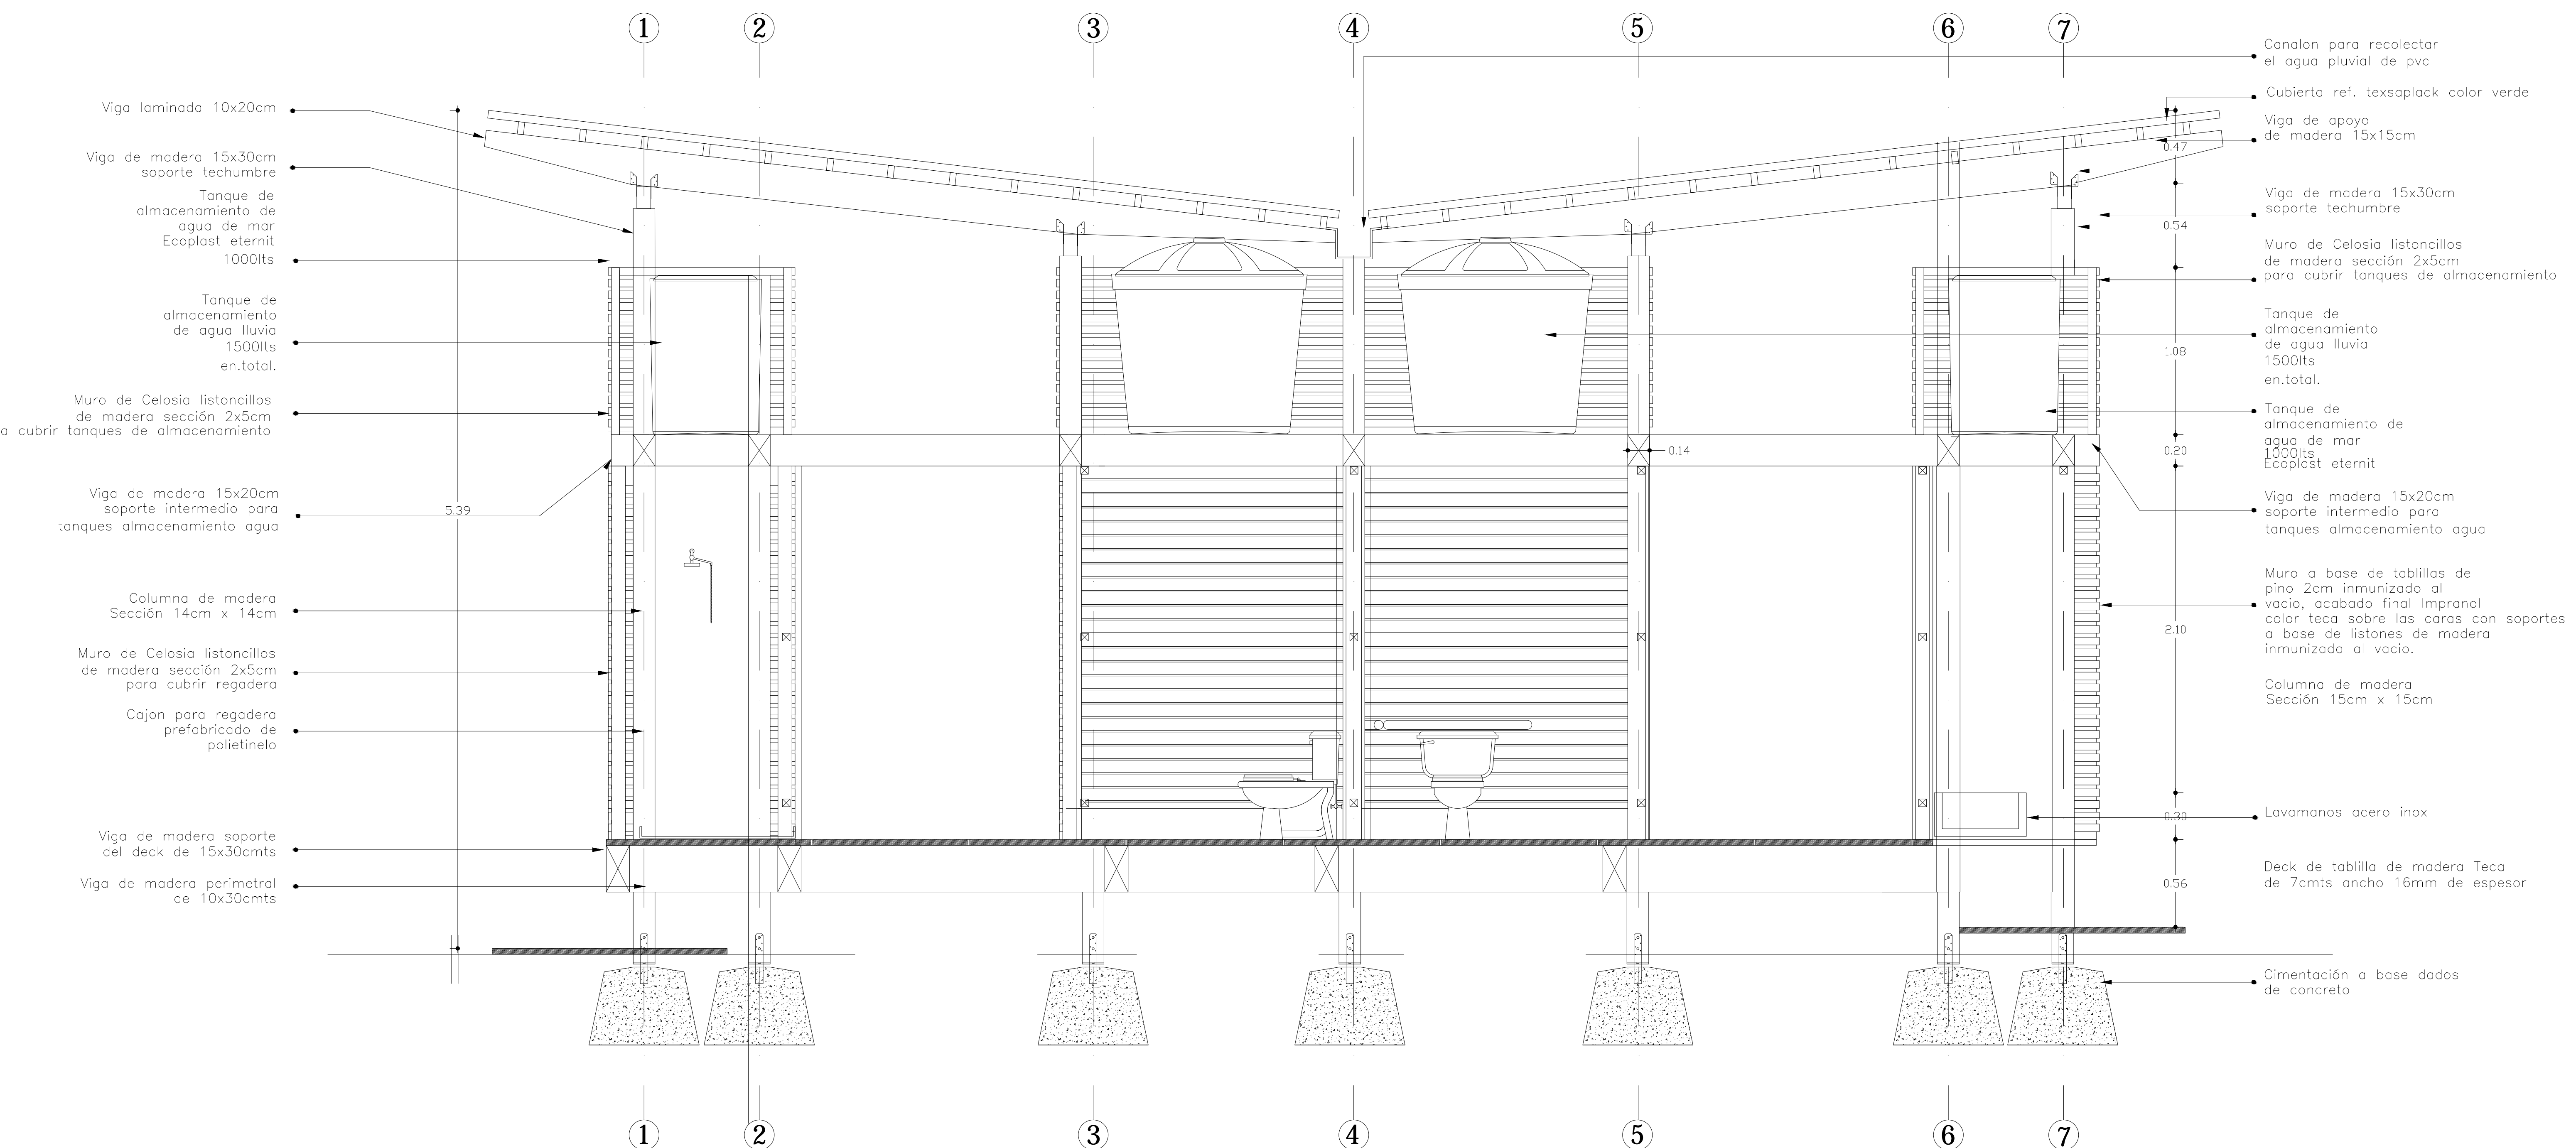 1
2
3
4
5
6
7
Viga laminada 10x20cm
Viga de madera 15x30cm
soporte techumbre
Tanque de
almacenamiento de
agua de mar
Ecoplast eternit
1000lts
Tanque de
almacenamiento
de agua lluvia
1500lts
en.total.
Muro de Celosia listoncillos
de madera sección 2x5cm
a cubrir tanques de almacenamiento
Viga de madera 15x20cm
soporte intermedio para
tanques almacenamiento agua
Columna de madera
Sección 14cm x 14cm
Muro de Celosia listoncillos
de madera sección 2x5cm
para cubrir regadera
Cajon para regadera
prefabricado de
polietinelo
Viga de madera soporte
del deck de 15x30cmts
Viga de madera perimetral
de 10x30cmts
5.39
0.14
0.47
0.54
1.08
0.20
2.10
0.30
0.56
Canalon para recolectar
el agua pluvial de pvc
Cubierta ref. texsaplack color verde
Viga de apoyo
de madera 15x15cm
Viga de madera 15x30cm
soporte techumbre
Muro de Celosia listoncillos
de madera sección 2x5cm
para cubrir tanques de almacenamiento
Tanque de
almacenamiento
de agua lluvia
1500lts
en.total.
Tanque de
almacenamiento de
agua de mar
1000lts
Ecoplast eternit
Viga de madera 15x20cm
soporte intermedio para
tanques almacenamiento agua
Muro a base de tablillas de
pino 2cm inmunizado al
vacio, acabado final Impranol
color teca sobre las caras con soportes
a base de listones de madera
inmunizada al vacio.
Columna de madera
Sección 15cm x 15cm
Lavamanos acero inox
Deck de tablilla de madera Teca
de 7cmts ancho 16mm de espesor
Cimentación a base dados
de concreto
1
2
3
4
5
6
7